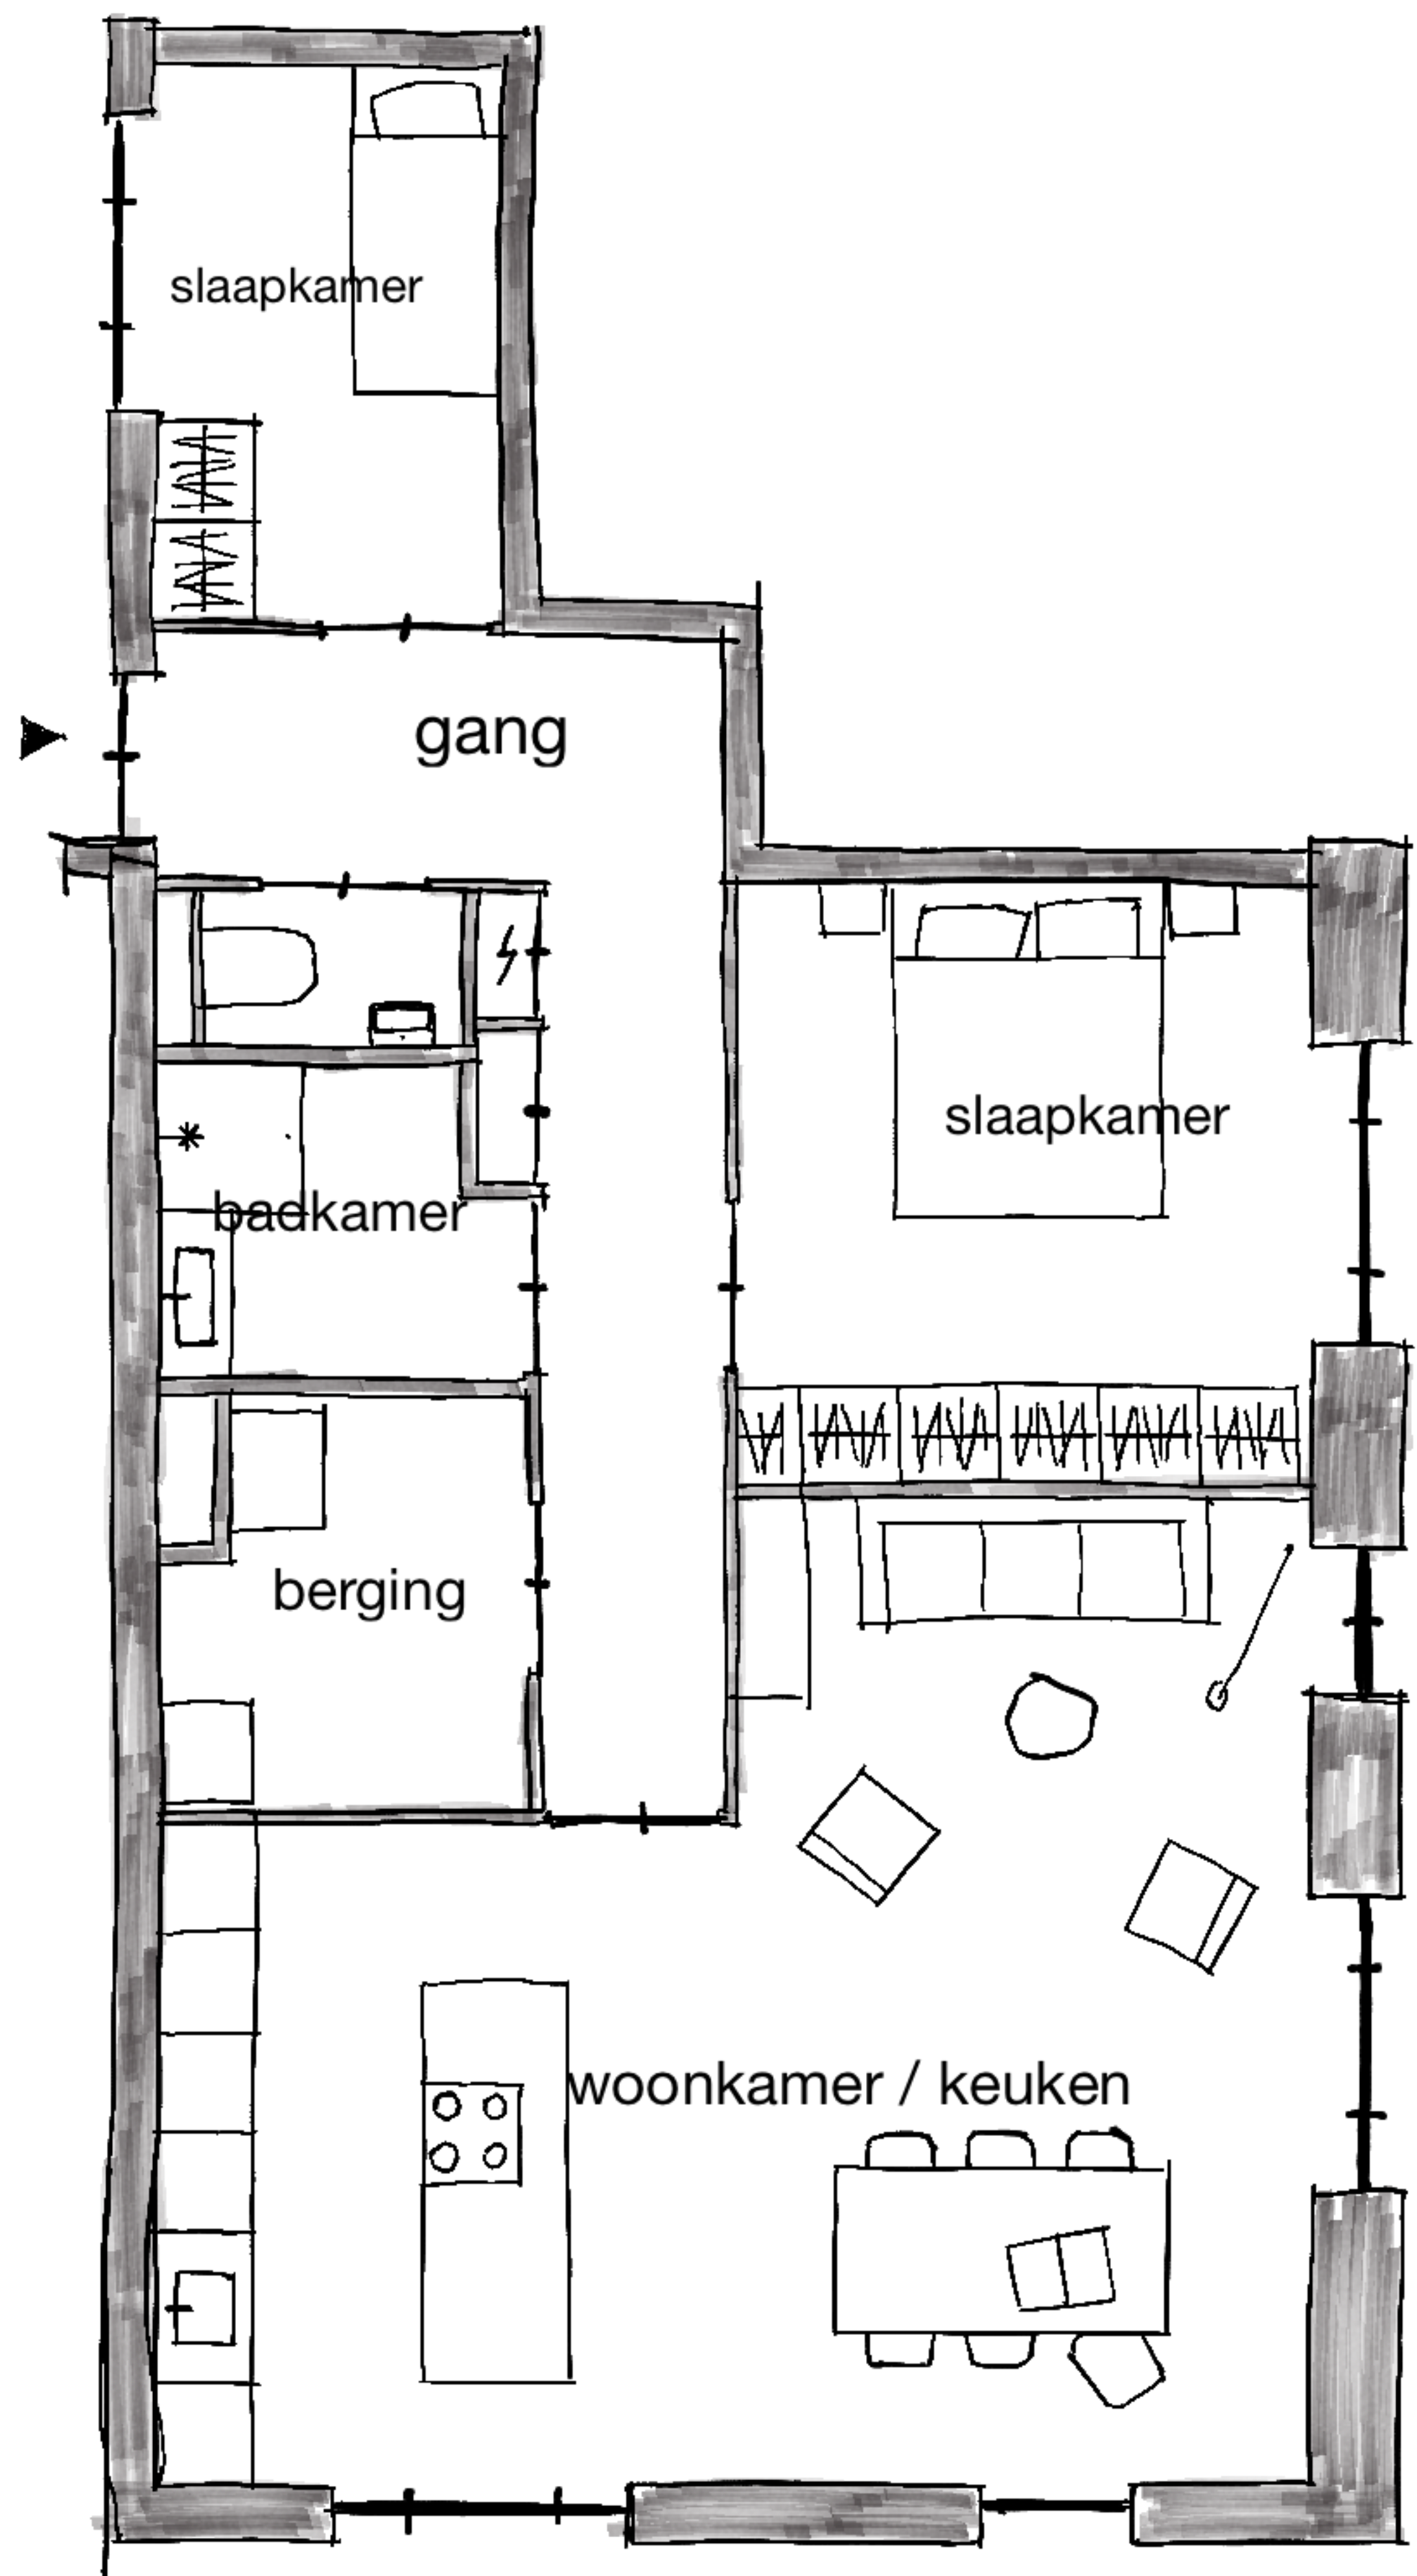 slaapkamer
gang
slaapkamer
badkamer
berging
woonkamer / keuken